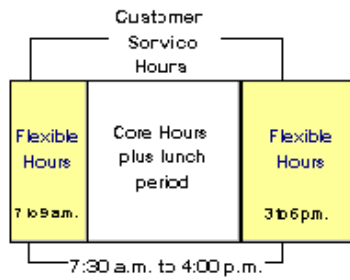 Customer
Sorvico
Hours
Flexible
Hours
7 to 9 a.m.
Core Hours
plus lunch
period
Flexible
Hours
3 to 6 p.m.
7:30 a.m. to 4:00 p.m.